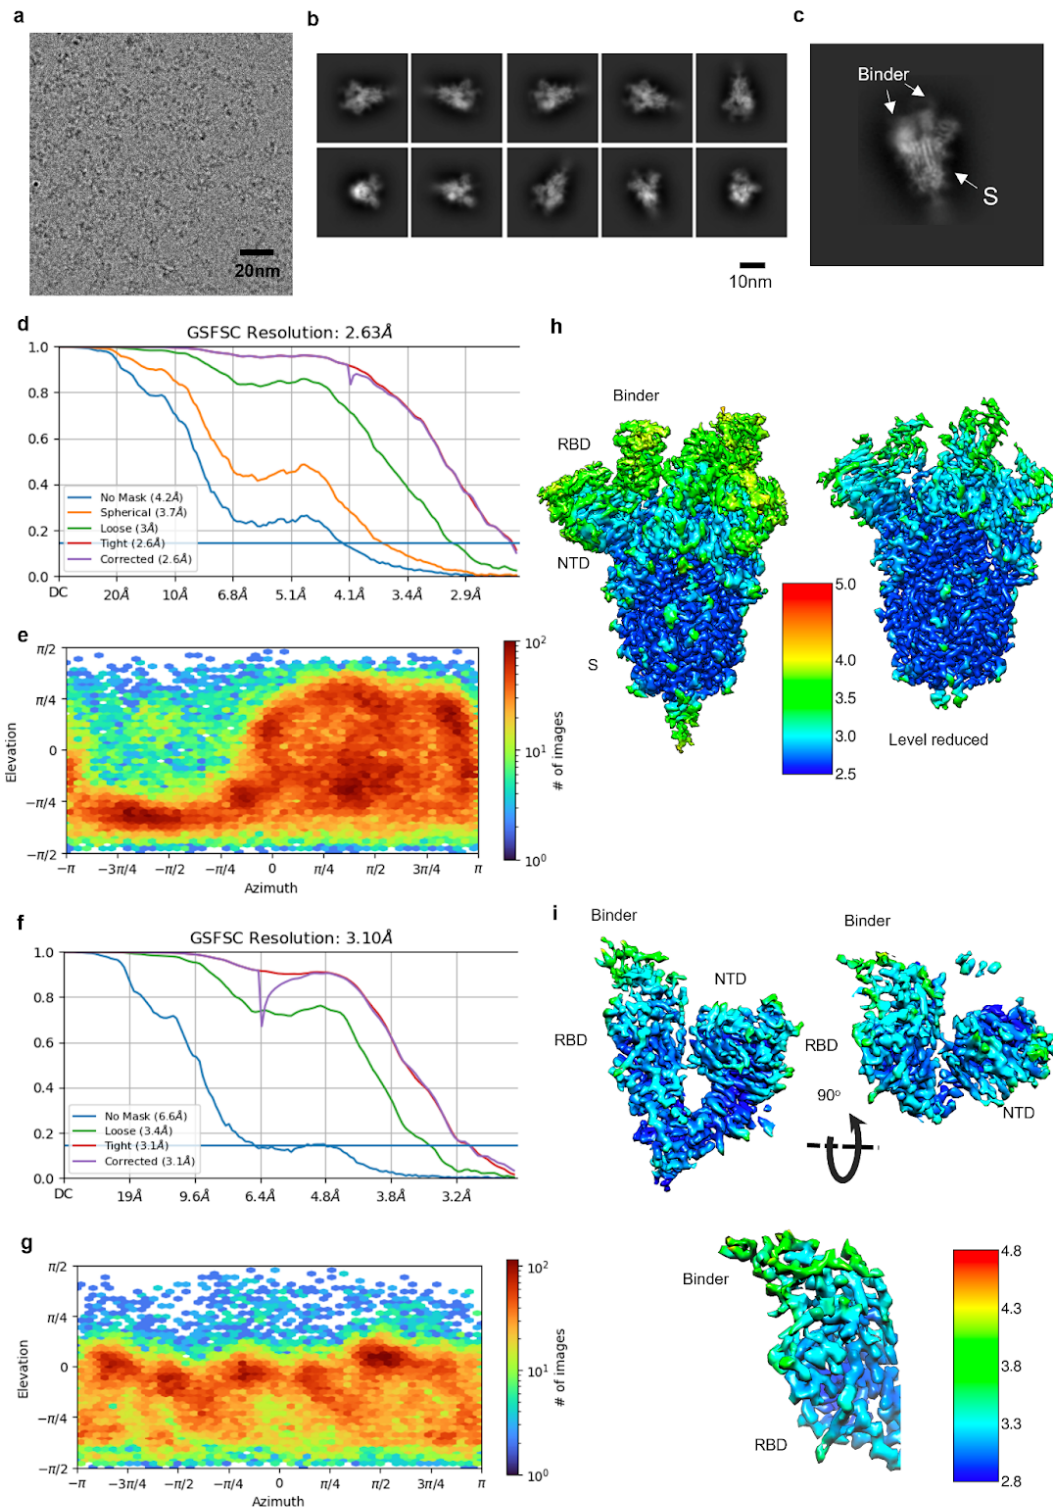 a
20nm
b
10nm
c
Binder
S
d
GSFSC Resolution: 2.63Å
1.0
0.8
0.6
0.4
0.2
0.0
No Mask (4.2Å)
Spherical (3.7Å)
Loose (3Å)
Tight (2.6Å)
Corrected (2.6Å)
DC 20Å 10Å 6.8Å 5.1Å 4.1Å 3.4Å 2.9Å
e
π/2
π/4
0
−π/4
−π/2
Elevation
−π −3π/4 −π/2 −π/4 0 π/4 π/2 3π/4 π
Azimuth
10²
10¹
10⁰
# of images
f
GSFSC Resolution: 3.10Å
1.0
0.8
0.6
0.4
0.2
0.0
No Mask (6.6Å)
Loose (3.4Å)
Tight (3.1Å)
Corrected (3.1Å)
DC 19Å 9.6Å 6.4Å 4.8Å 3.8Å 3.2Å
g
π/2
π/4
0
−π/4
−π/2
Elevation
−π −3π/4 −π/2 −π/4 0 π/4 π/2 3π/4 π
Azimuth
10²
10¹
10⁰
# of images
h
Binder
RBD
NTD
S
5.0
4.5
4.0
3.5
3.0
2.5
Level reduced
i
Binder
NTD
RBD
Binder
RBD
NTD
90°
Binder
RBD
4.8
4.3
3.8
3.3
2.8